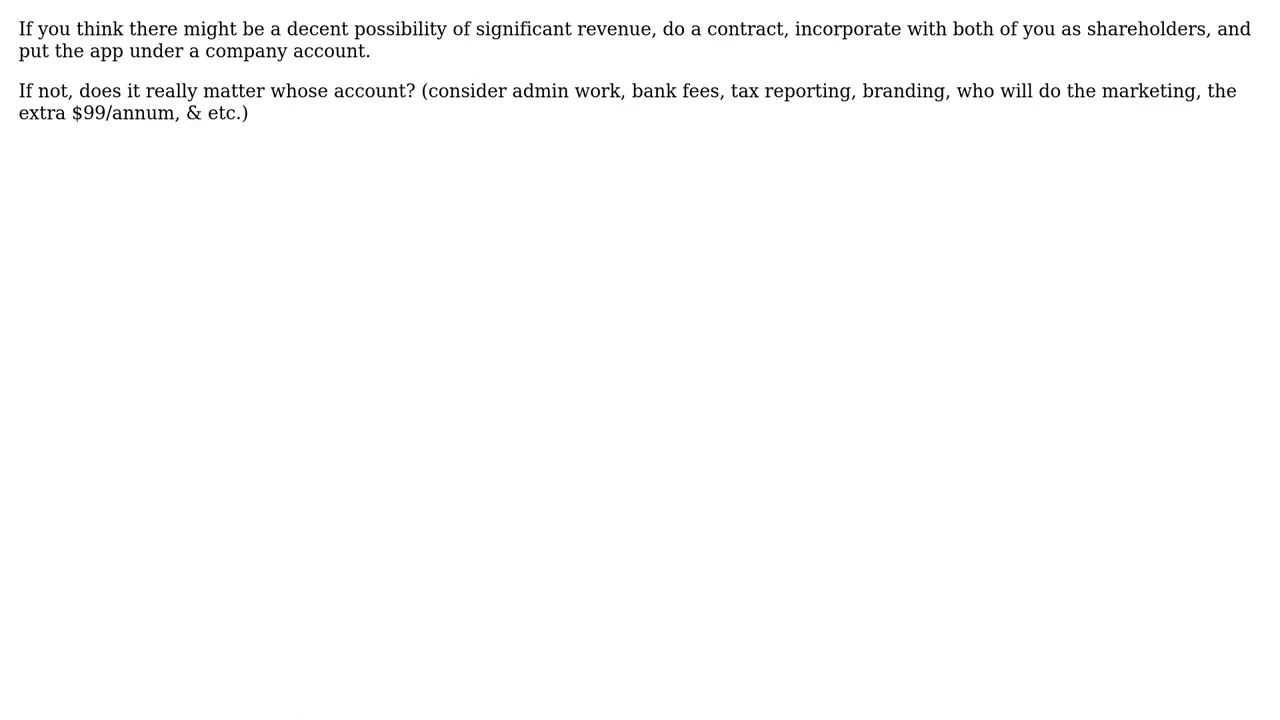 If you think there might be a decent possibility of significant revenue, do a contract, incorporate with both of you as shareholders, and
put the app under a company account.
If not, does it really matter whose account? (consider admin work, bank fees, tax reporting, branding, who will do the marketing, the
extra $99/annum, & etc.)